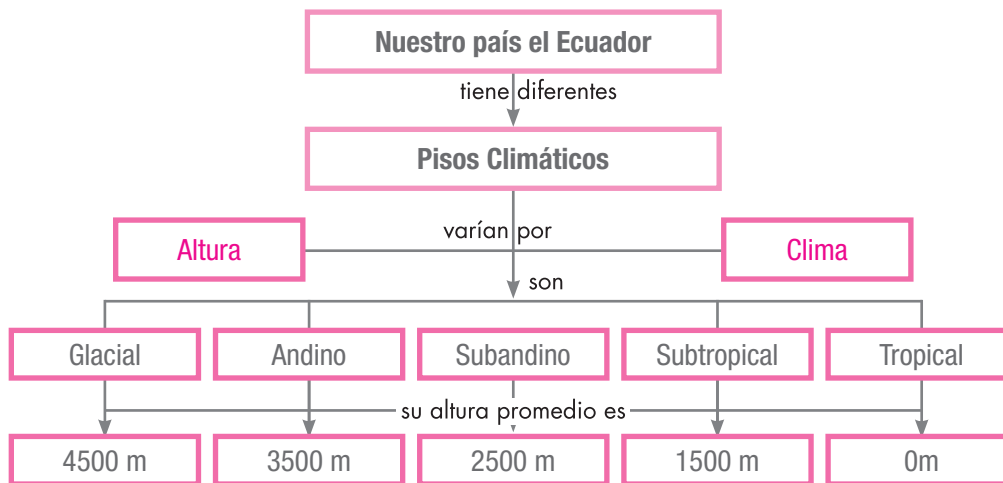 Nuestro país el Ecuador
tiene diferentes
Pisos Climáticos
varían por
Altura
Clima
son
Glacial
Andino
Subandino
Subtropical
Tropical
su altura promedio es
4500 m
3500 m
2500 m
1500 m
0m